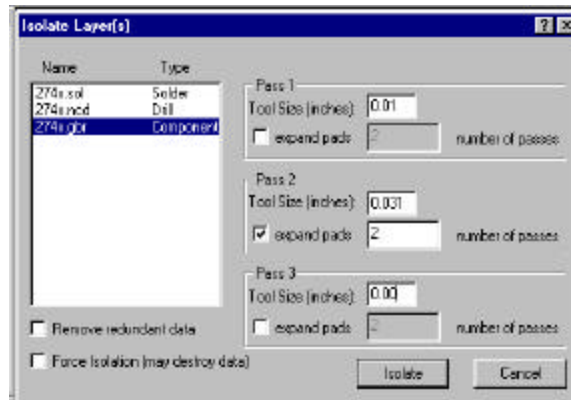 Isolate Layer[s]
Name Type
274x.sol Solder
274x.ncd Drill
274x.gbr Component
Remove redundant data
Force Isolation (may destroy data)
Pass 1
Tool Size (inches): 0.01
expand pads 2 number of passes
Pass 2
Tool Size (inches): 0.031
expand pads 2 number of passes
Pass 3
Tool Size (inches): 0.00
expand pads 2 number of passes
Isolate Cancel